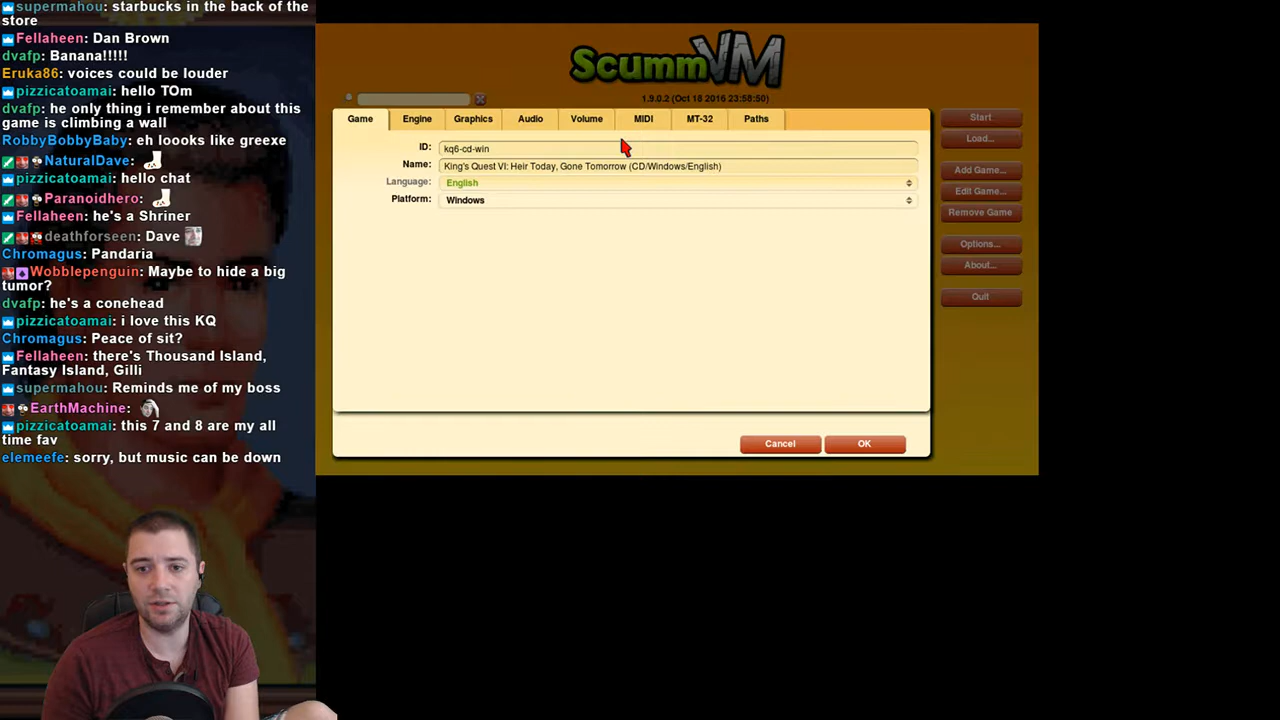 supermahou: starbucks in the back of the
store
Fellaheen: Dan Brown
dvafp: Banana!!!!!
Eruka86: voices could be louder
pizzicatoamai: hello TOm
dvafp: he only thing i remember about this
game is climbing a wall
RobbyBobbyBaby: eh loooks like greexe
NaturalDave:
pizzicatoamai: hello chat
Paranoidhero:
Fellaheen: he's a Shriner
deathforseen: Dave
Chromagus: Pandaria
Wobblepenguin: Maybe to hide a big
tumor?
dvafp: he's a conehead
pizzicatoamai: i love this KQ
Chromagus: Peace of sit?
Fellaheen: there's Thousand Island,
Fantasy Island, Gilli
supermahou: Reminds me of my boss
EarthMachine:
pizzicatoamai: this 7 and 8 are my all
time fav
elemeefe: sorry, but music can be down
ScummVM
1.9.0.2 (Oct 18 2016 23:58:50)
Game Engine Graphics Audio Volume MIDI MT-32 Paths
ID: kq6-cd-win
Name: King's Quest VI: Heir Today, Gone Tomorrow (CD/Windows/English)
Language: English
Platform: Windows
Cancel OK
Start
Load...
Add Game...
Edit Game...
Remove Game
Options...
About...
Quit